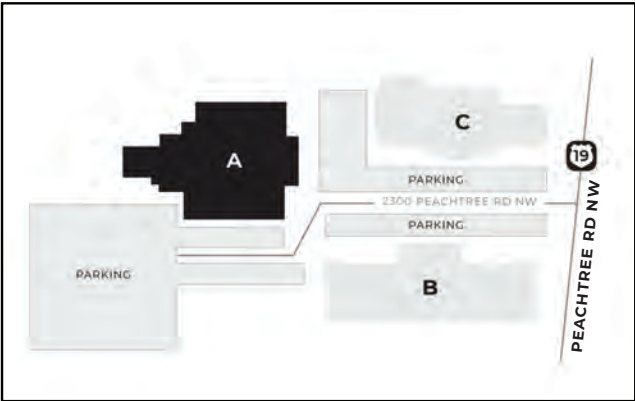 C
A
19
PARKING
2300 PEACHTREE RD NW
PARKING
PARKING
B
PEACHTREE RD NW